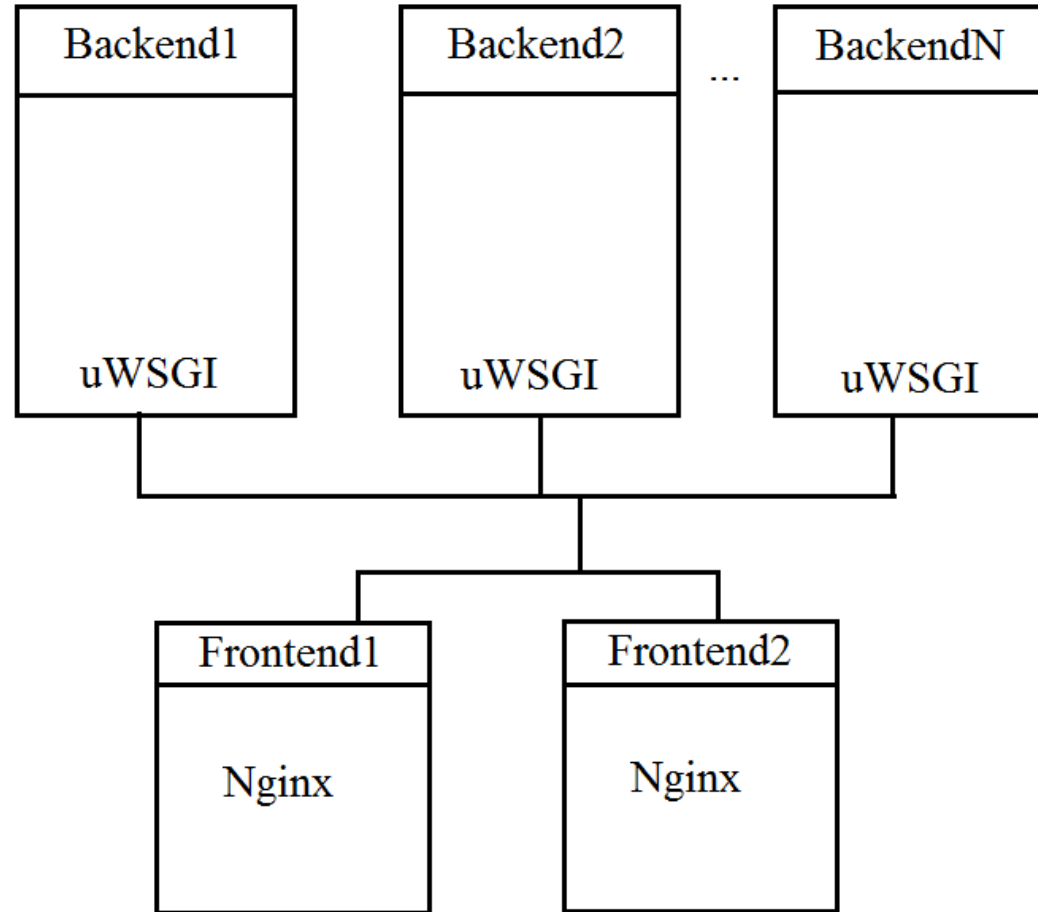 Backend1
Backend2
...
BackendN
uWSGI
uWSGI
uWSGI
Frontend1
Frontend2
Nginx
Nginx